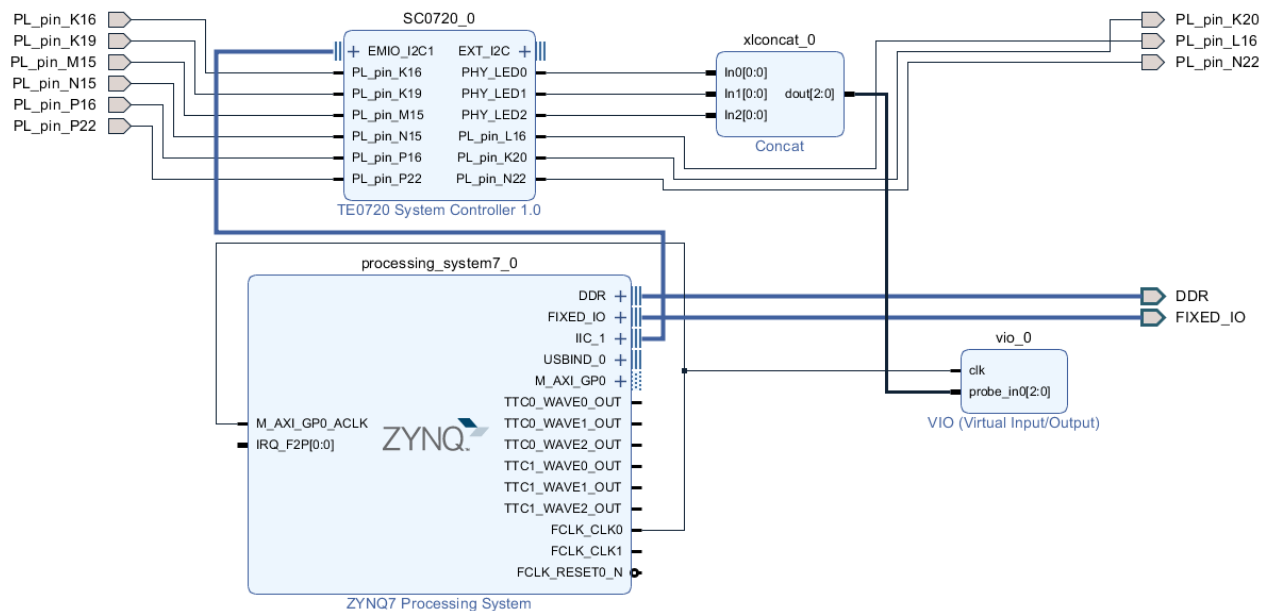 PL_pin_K16
PL_pin_K19
PL_pin_M15
PL_pin_N15
PL_pin_P16
PL_pin_P22
SC0720_0
EMIO_I2C1 EXT_I2C
PL_pin_K16 PHY_LED0
PL_pin_K19 PHY_LED1
PL_pin_M15 PHY_LED2
PL_pin_N15 PL_pin_L16
PL_pin_P16 PL_pin_K20
PL_pin_P22 PL_pin_N22
TE0720 System Controller 1.0
xlconcat_0
In0[0:0]
In1[0:0] dout[2:0]
In2[0:0]
Concat
PL_pin_K20
PL_pin_L16
PL_pin_N22
processing_system7_0
DDR
FIXED_IO
IIC_1
USBIND_0
M_AXI_GP0
TTC0_WAVE0_OUT
M_AXI_GP0_ACLK TTC0_WAVE1_OUT
IRQ_F2P[0:0] ZYNQ TTC0_WAVE2_OUT
TTC1_WAVE0_OUT
TTC1_WAVE1_OUT
TTC1_WAVE2_OUT
FCLK_CLK0
FCLK_CLK1
FCLK_RESET0_N
ZYNQ7 Processing System
DDR
FIXED_IO
vio_0
clk
probe_in0[2:0]
VIO (Virtual Input/Output)